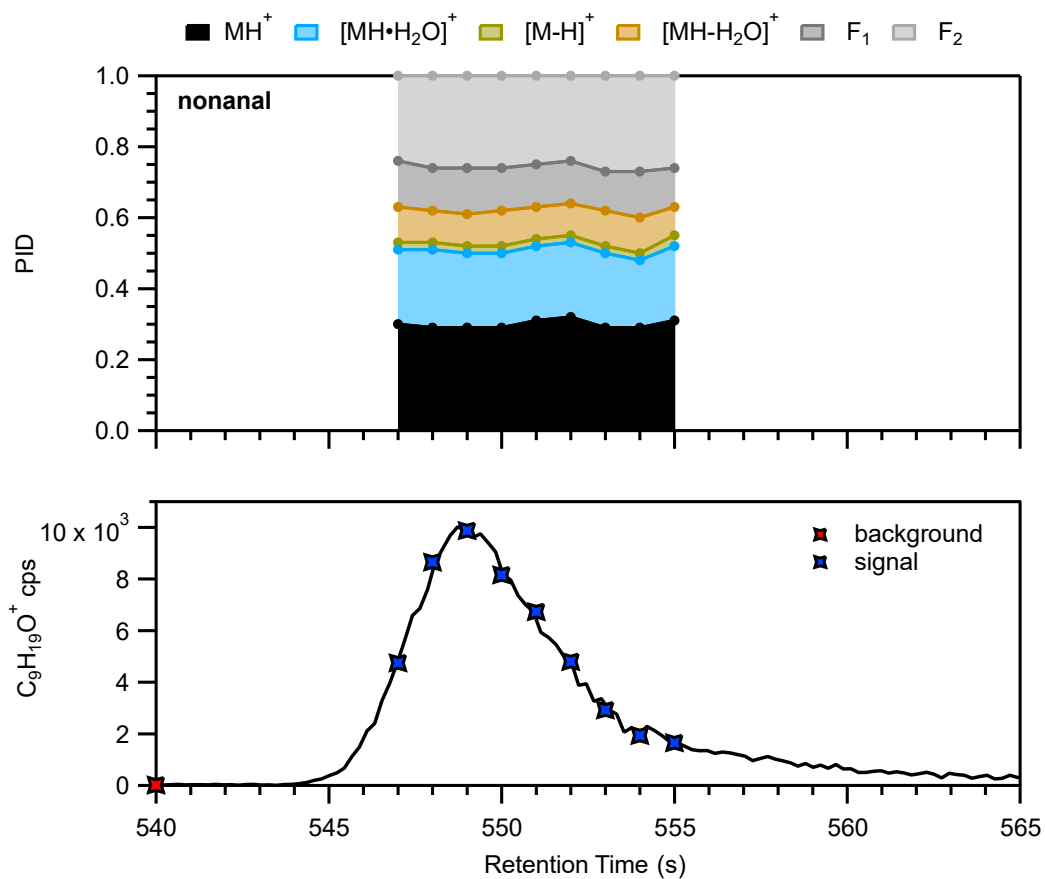 MH⁺ [MH•H₂O]⁺ [M-H]⁺ [MH-H₂O]⁺ F₁ F₂
1.0
nonanal
0.8
0.6
PID
0.4
0.2
0.0
10 x 10³
background
signal
8
6
C₉H₁₉O⁺ cps
4
2
0
540 545 550 555 560 565
Retention Time (s)